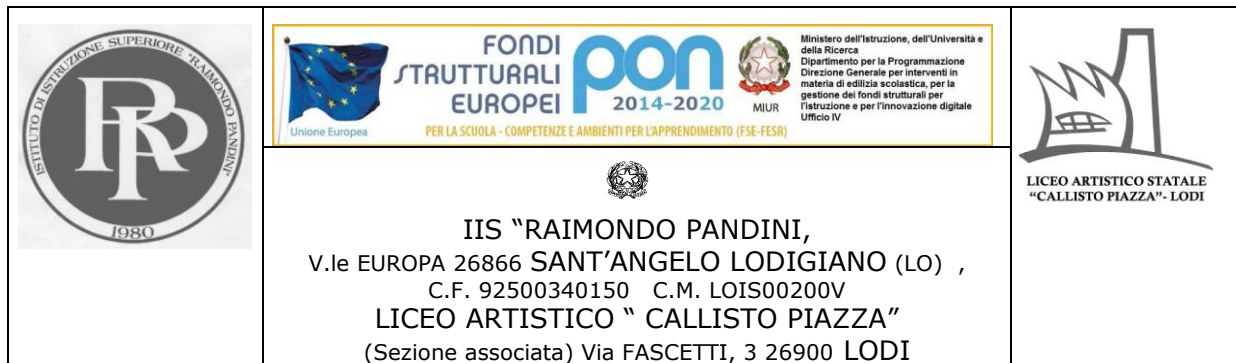 ISTITUTO DI ISTRUZIONE SUPERIORE "RAIMONDO PANDINI"
RP
1980
Unione Europea
FONDI
STRUTTURALI
EUROPEI
pon
2014-2020
MIUR
Ministero dell'Istruzione, dell'Università e
della Ricerca
Dipartimento per la Programmazione
Direzione Generale per interventi in
materia di edilizia scolastica, per la
gestione dei fondi strutturali per
l'istruzione e per l'innovazione digitale
Ufficio IV
PER LA SCUOLA - COMPETENZE E AMBIENTI PER L'APPRENDIMENTO (FSE-FESR)
IIS "RAIMONDO PANDINI,
V.le EUROPA 26866 SANT'ANGELO LODIGIANO (LO) ,
C.F. 92500340150 C.M. LOIS00200V
LICEO ARTISTICO " CALLISTO PIAZZA"
(Sezione associata) Via FASCETTI, 3 26900 LODI
LICEO ARTISTICO STATALE
"CALLISTO PIAZZA"- LODI